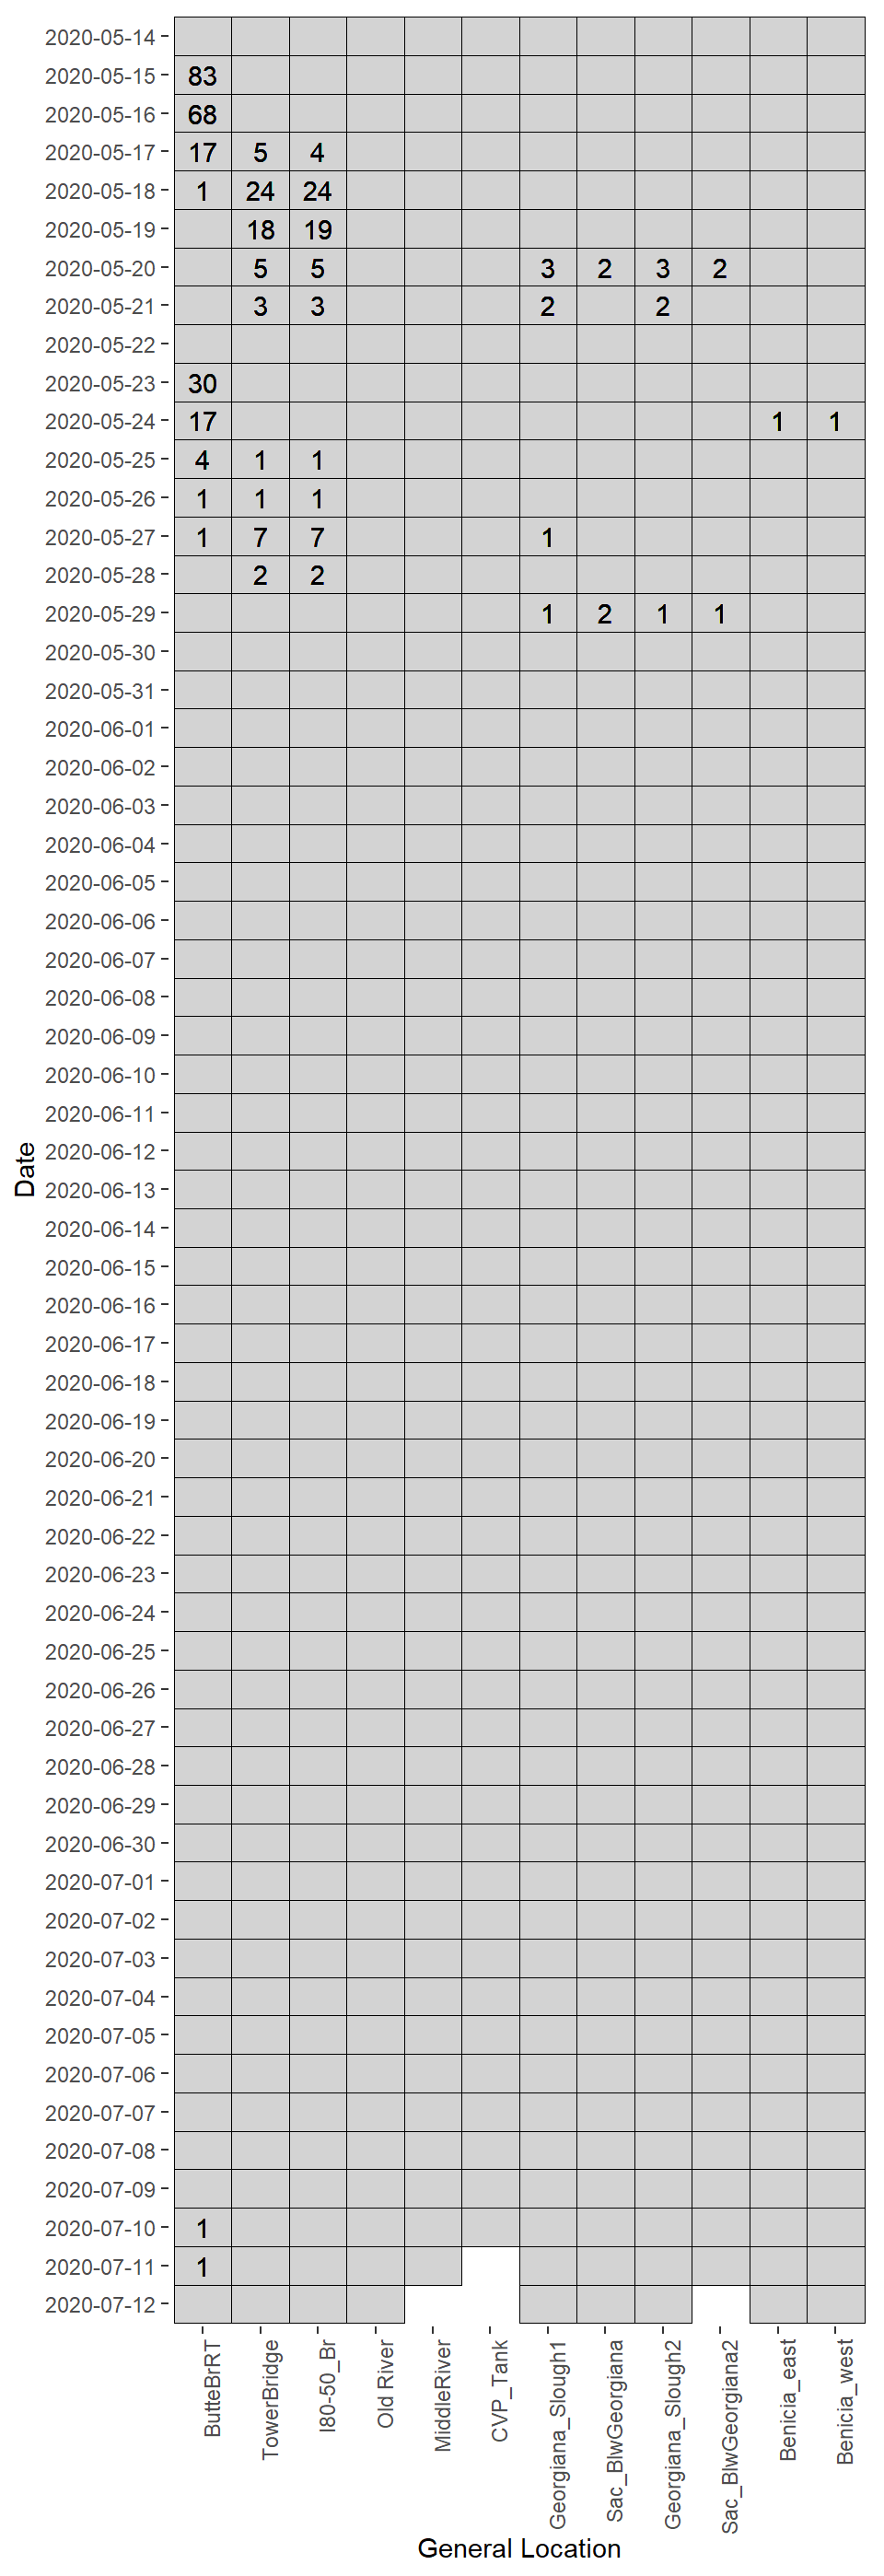 2020-05-14
2020-05-15 83
2020-05-16 68
2020-05-17 17 5 4
2020-05-18 1 24 24
2020-05-19 18 19
2020-05-20 5 5 3 2 3 2
2020-05-21 3 3 2 2
2020-05-22
2020-05-23 30
2020-05-24 17 1 1
2020-05-25 4 1 1
2020-05-26 1 1 1
2020-05-27 1 7 7 1
2020-05-28 2 2
2020-05-29 1 2 1 1
2020-05-30
2020-05-31
2020-06-01
2020-06-02
2020-06-03
2020-06-04
2020-06-05
2020-06-06
2020-06-07
2020-06-08
2020-06-09
2020-06-10
2020-06-11
2020-06-12
2020-06-13
2020-06-14
2020-06-15
2020-06-16
2020-06-17
2020-06-18
2020-06-19
2020-06-20
2020-06-21
2020-06-22
2020-06-23
2020-06-24
2020-06-25
2020-06-26
2020-06-27
2020-06-28
2020-06-29
2020-06-30
2020-07-01
2020-07-02
2020-07-03
2020-07-04
2020-07-05
2020-07-06
2020-07-07
2020-07-08
2020-07-09
2020-07-10 1
2020-07-11 1
2020-07-12
Date
ButteBrRT
TowerBridge
I80-50_Br
Old River
MiddleRiver
CVP_Tank
Georgiana_Slough1
Sac_BlwGeorgiana
Georgiana_Slough2
Sac_BlwGeorgiana2
Benicia_east
Benicia_west
General Location